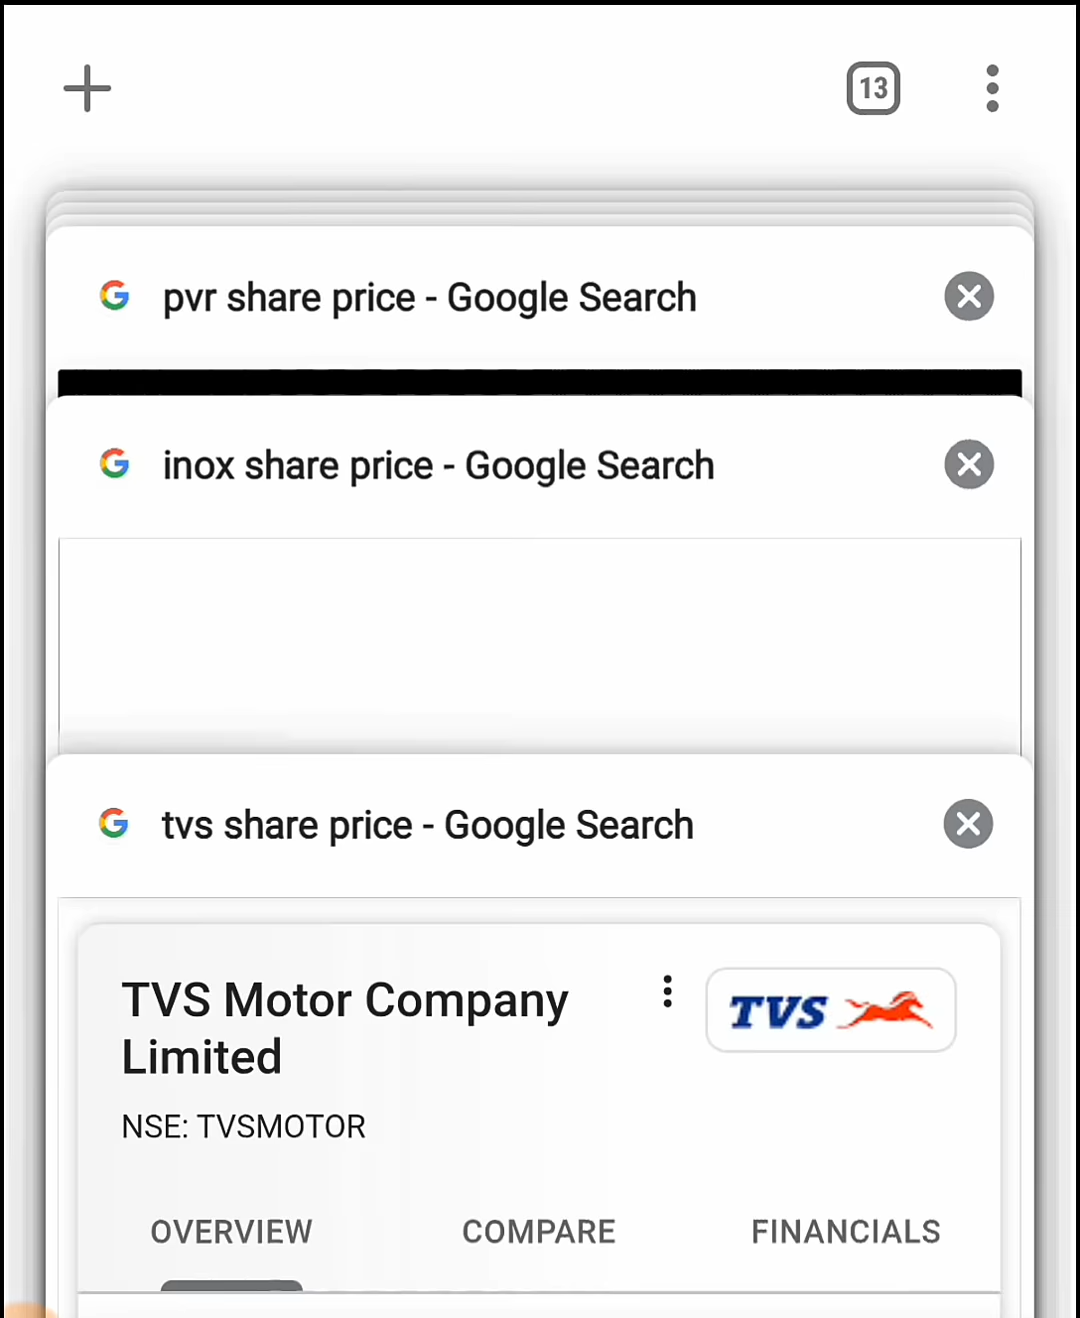 13
pvr share price - Google Search
inox share price - Google Search
tvs share price - Google Search
TVS Motor Company
Limited
TVS
NSE: TVSMOTOR
OVERVIEW COMPARE FINANCIALS